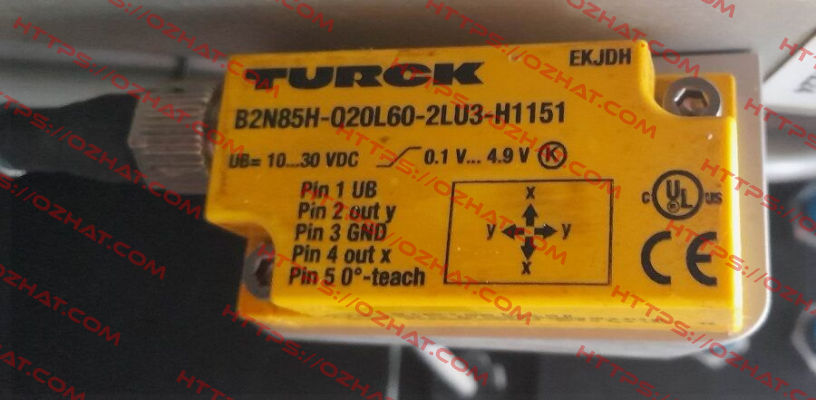 TURCK
EKJDH
B2N85H-Q20L60-2LU3-H1151
UB= 10...30 VDC 0.1 V... 4.9 V K
Pin 1 UB
Pin 2 out y
Pin 3 GND
Pin 4 out x
Pin 5 0°-teach
x
y y
x
c UL US
CE
HTTPS://OZHAT.COM